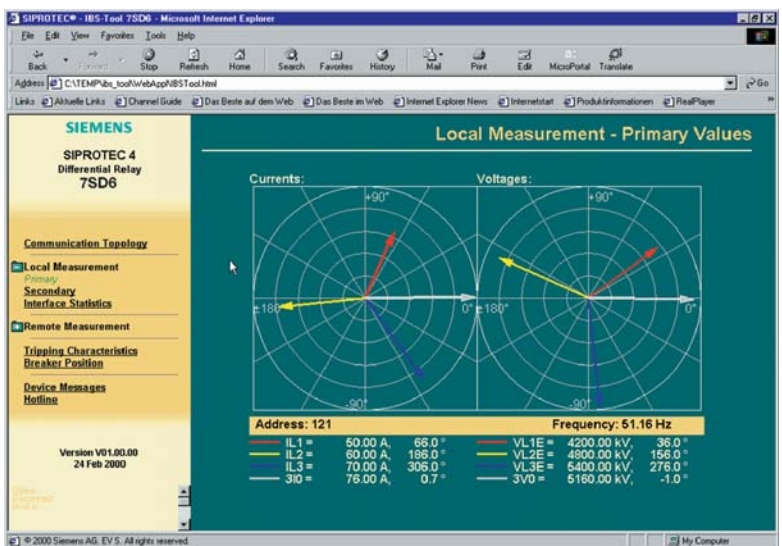 SIPROTEC® - IBS-Tool 7SD6 - Microsoft Internet Explorer
File Edit View Favorites Tools Help
Back Forward Stop Refresh Home Search Favorites History Mail Print Edit MicroPortal Translate
Address C:\TEMP\ibs_tool\WebAppl\IBSTool.html Go
Links Aktuelle Links Channel Guide Das Beste auf dem Web Das Beste im Web Internet Explorer News Internetstart Produktinformationen RealPlayer
SIEMENS
SIPROTEC 4
Differential Relay
7SD6
Communication Topology
Local Measurement
Primary
Secondary
Interface Statistics
Remote Measurement
Tripping Characteristics
Breaker Position
Device Messages
Hotline
Version V01.00.00
24 Feb 2000
Local Measurement - Primary Values
Currents: Voltages:
+90° +90°
±180° 0° ±180° 0°
-90° -90°
Address: 121 Frequency: 51.16 Hz
IL1 = 50.00 A, 66.0 ° VL1E = 4200.00 kV, 36.0 °
IL2 = 60.00 A, 186.0 ° VL2E = 4800.00 kV, 156.0 °
IL3 = 70.00 A, 306.0 ° VL3E = 5400.00 kV, 276.0 °
3I0 = 76.00 A, 0.7 ° 3V0 = 5160.00 kV, -1.0 °
© 2000 Siemens AG. EV S. All rights reserved. My Computer